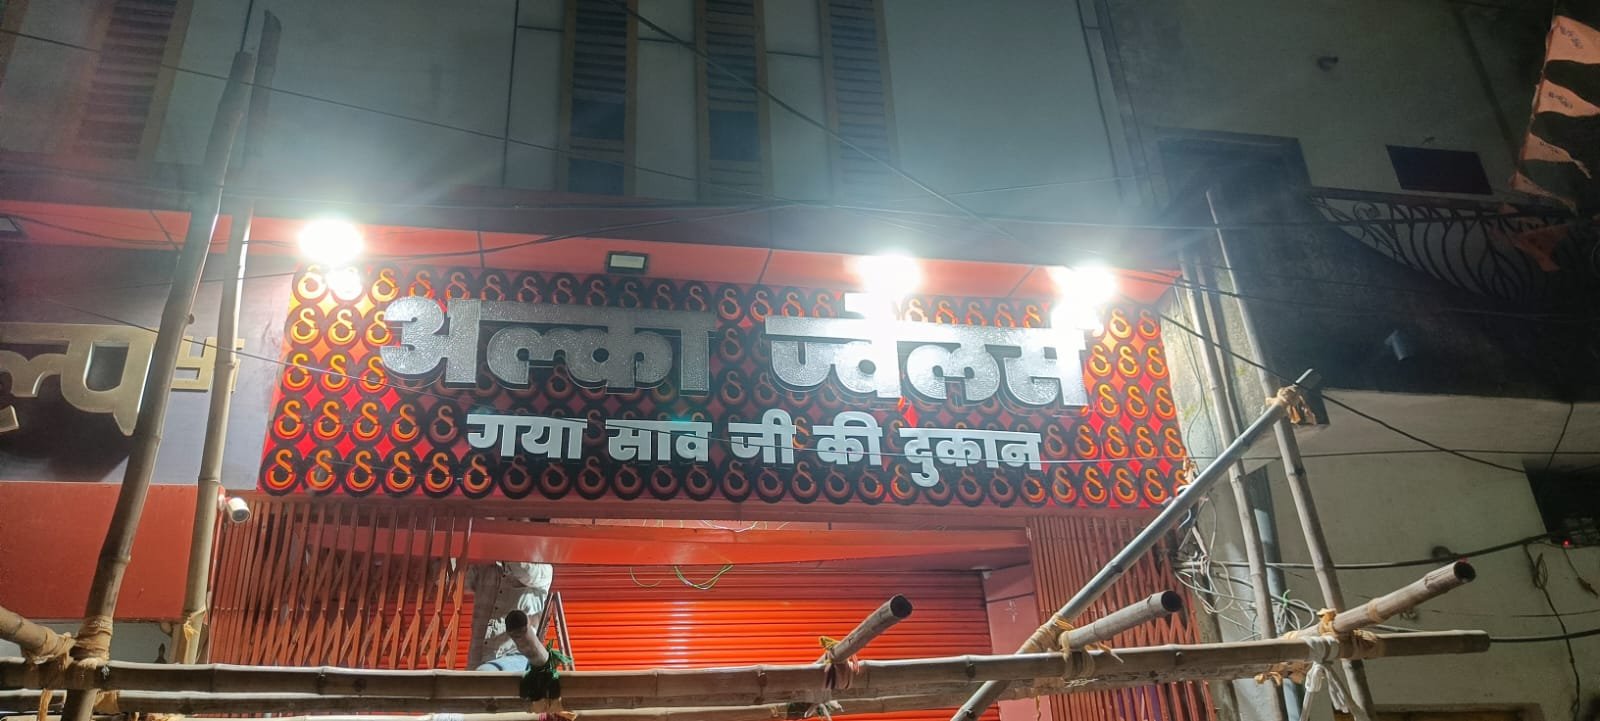 अल्का ज्वेलर्स
गया साव जी की दुकान